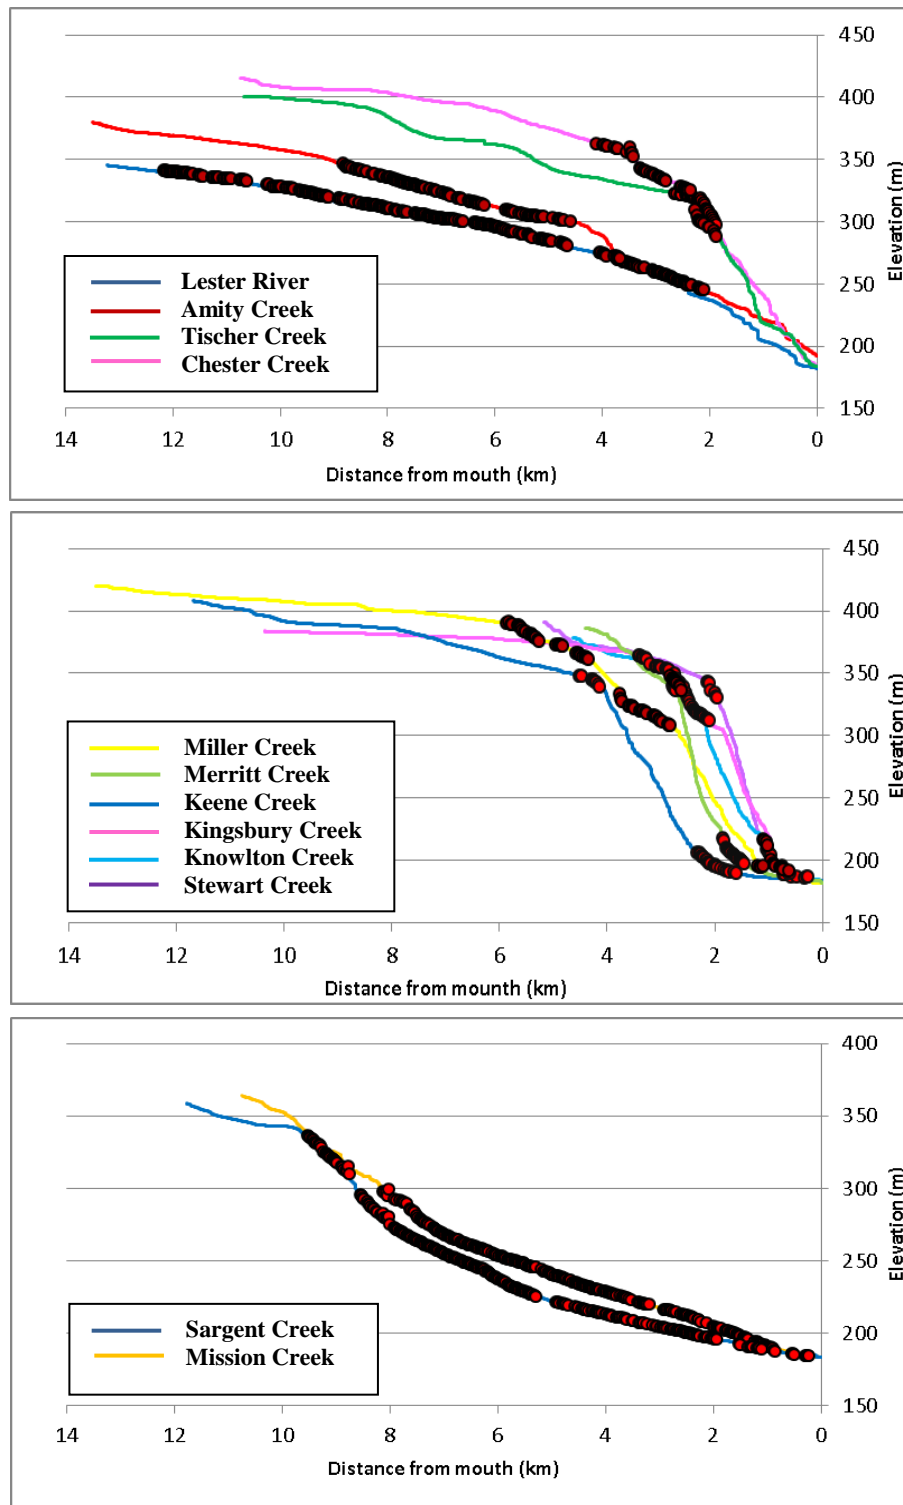 450
400
350
300
250
200
150
Elevation (m)
Lester River
Amity Creek
Tischer Creek
Chester Creek
14 12 10 8 6 4 2 0
Distance from mouth (km)
450
400
350
300
250
200
150
Elevation (m)
Miller Creek
Merritt Creek
Keene Creek
Kingsbury Creek
Knowlton Creek
Stewart Creek
14 12 10 8 6 4 2 0
Distance from mounth (km)
400
350
300
250
200
150
Elevation (m)
Sargent Creek
Mission Creek
14 12 10 8 6 4 2 0
Distance from mouth (km)